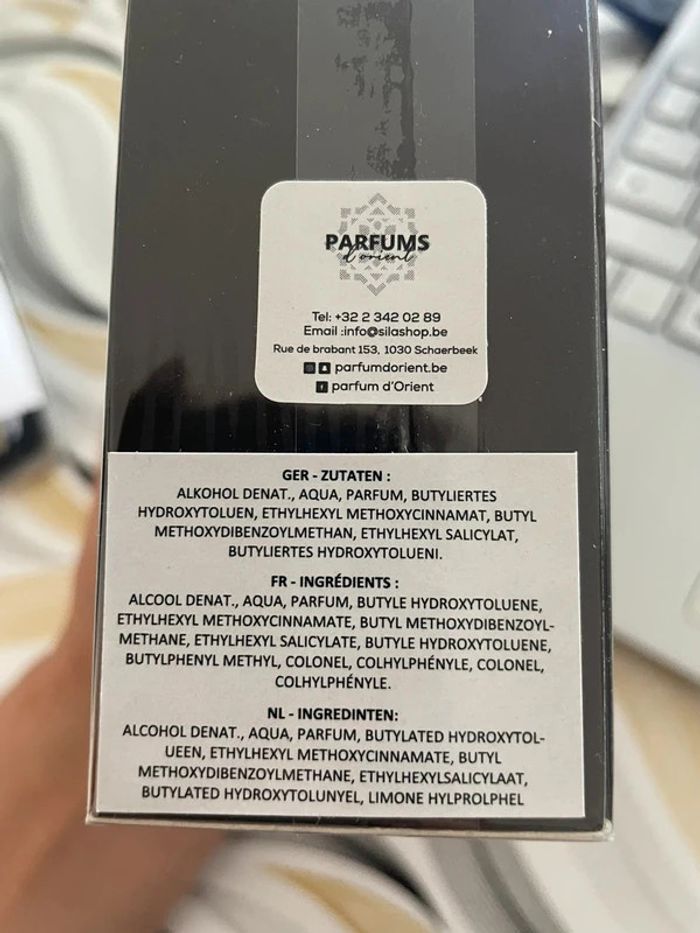 PARFUMS
d'orient
Tel: +32 2 342 02 89
Email :info@silashop.be
Rue de brabant 153, 1030 Schaerbeek
parfumdorient.be
parfum d'Orient
GER - ZUTATEN :
ALKOHOL DENAT., AQUA, PARFUM, BUTYLIERTES
HYDROXYTOLUEN, ETHYLHEXYL METHOXYCINNAMAT, BUTYL
METHOXYDIBENZOYLMETHAN, ETHYLHEXYL SALICYLAT,
BUTYLIERTES HYDROXYTOLUENI.
FR - INGRÉDIENTS :
ALCOOL DENAT., AQUA, PARFUM, BUTYLE HYDROXYTOLUENE,
ETHYLHEXYL METHOXYCINNAMATE, BUTYL METHOXYDIBENZOYL-
METHANE, ETHYLHEXYL SALICYLATE, BUTYLE HYDROXYTOLUENE,
BUTYLPHENYL METHYL, COLONEL, COLHYLPHÉNYLE, COLONEL,
COLHYLPHÉNYLE.
NL - INGREDINTEN:
ALCOHOL DENAT., AQUA, PARFUM, BUTYLATED HYDROXYTOL-
UEEN, ETHYLHEXYL METHOXYCINNAMATE, BUTYL
METHOXYDIBENZOYLMETHANE, ETHYLHEXYLSALICYLAAT,
BUTYLATED HYDROXYTOLUNYEL, LIMONE HYLPROLPHEL